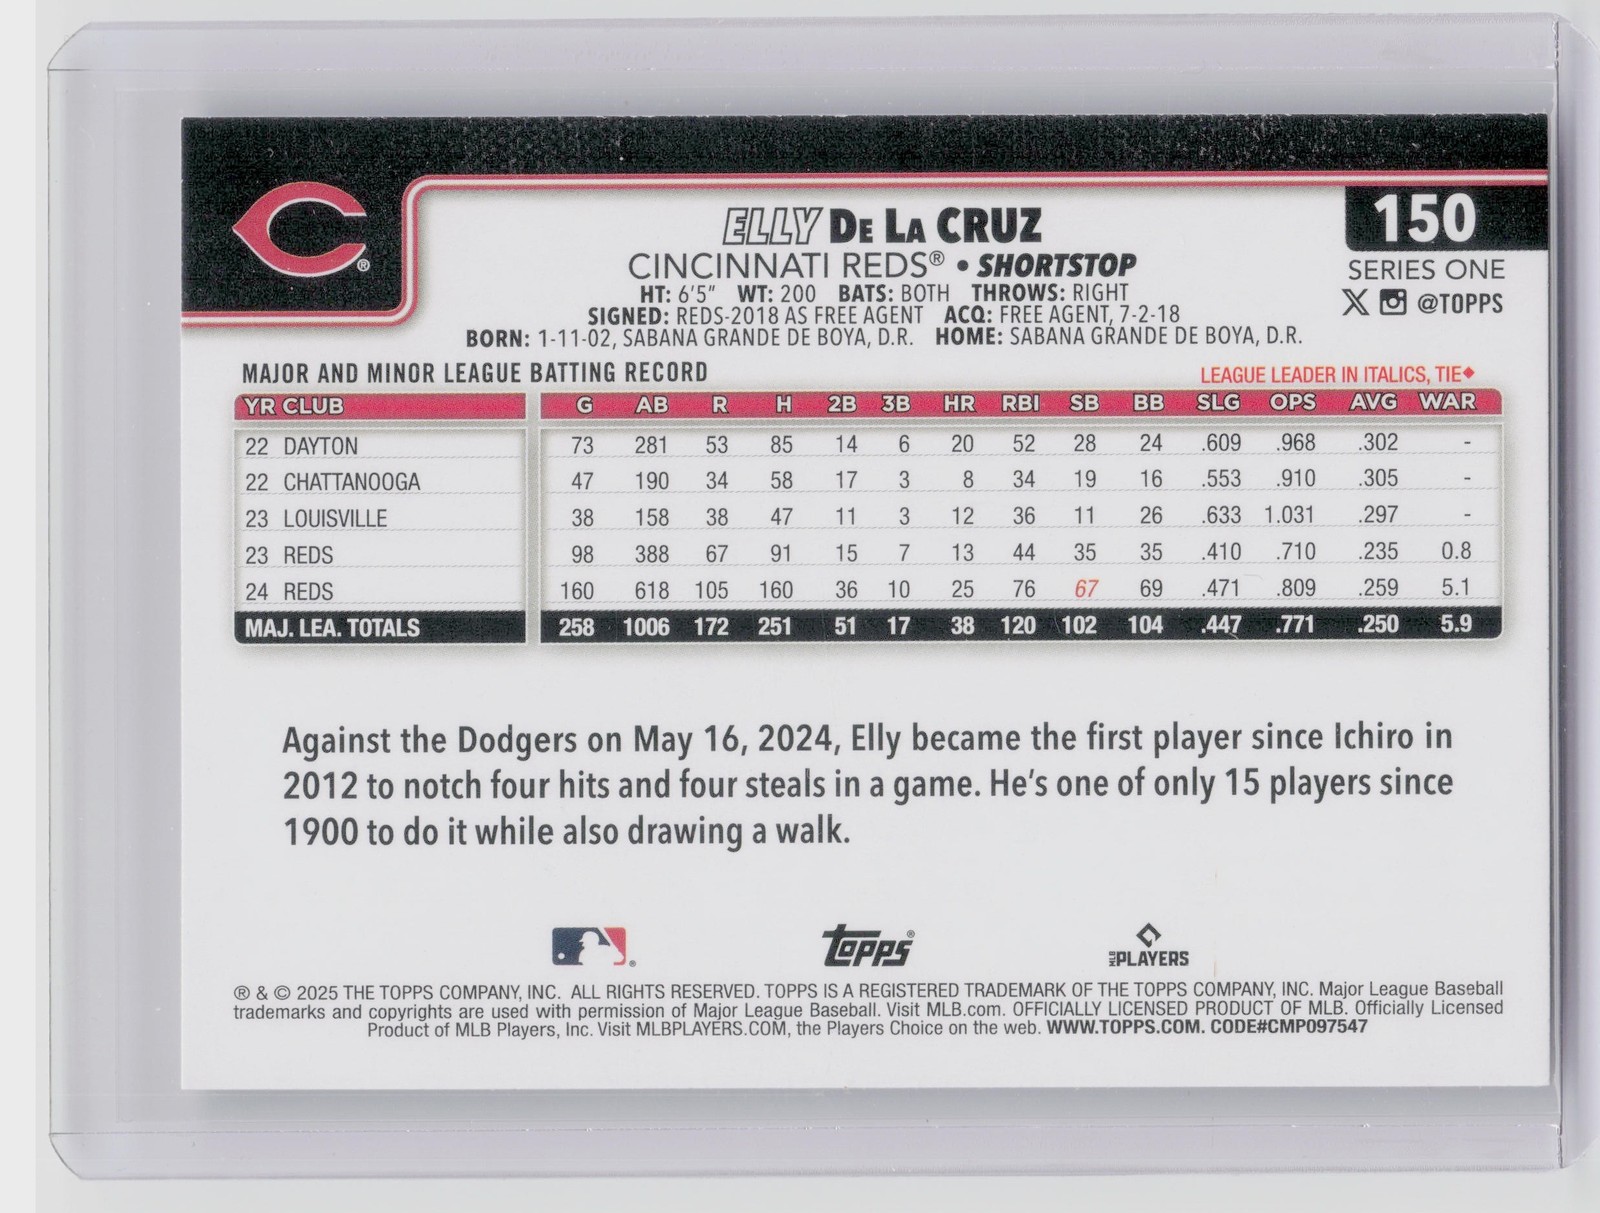 ELLY DE LA CRUZ
150
CINCINNATI REDS® • SHORTSTOP
SERIES ONE
HT: 6'5" WT: 200 BATS: BOTH THROWS: RIGHT
@TOPPS
SIGNED: REDS-2018 AS FREE AGENT ACQ: FREE AGENT, 7-2-18
BORN: 1-11-02, SABANA GRANDE DE BOYA, D.R. HOME: SABANA GRANDE DE BOYA, D.R.
MAJOR AND MINOR LEAGUE BATTING RECORD
LEAGUE LEADER IN ITALICS, TIE♦
YR CLUB G AB R H 2B 3B HR RBI SB BB SLG OPS AVG WAR
22 DAYTON 73 281 53 85 14 6 20 52 28 24 .609 .968 .302 -
22 CHATTANOOGA 47 190 34 58 17 3 8 34 19 16 .553 .910 .305 -
23 LOUISVILLE 38 158 38 47 11 3 12 36 11 26 .633 1.031 .297 -
23 REDS 98 388 67 91 15 7 13 44 35 35 .410 .710 .235 0.8
24 REDS 160 618 105 160 36 10 25 76 67 69 .471 .809 .259 5.1
MAJ. LEA. TOTALS 258 1006 172 251 51 17 38 120 102 104 .447 .771 .250 5.9
Against the Dodgers on May 16, 2024, Elly became the first player since Ichiro in
2012 to notch four hits and four steals in a game. He's one of only 15 players since
1900 to do it while also drawing a walk.
Topps®
MLB PLAYERS
® & © 2025 THE TOPPS COMPANY, INC. ALL RIGHTS RESERVED. TOPPS IS A REGISTERED TRADEMARK OF THE TOPPS COMPANY, INC. Major League Baseball
trademarks and copyrights are used with permission of Major League Baseball. Visit MLB.com. OFFICIALLY LICENSED PRODUCT OF MLB. Officially Licensed
Product of MLB Players, Inc. Visit MLBPLAYERS.COM, the Players Choice on the web. WWW.TOPPS.COM. CODE#CMP097547